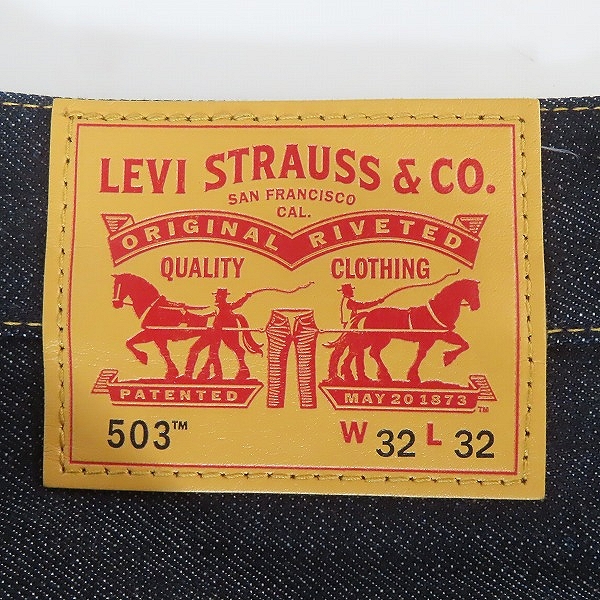 LEVI STRAUSS & CO.
SAN FRANCISCO
CAL.
ORIGINAL RIVETED
QUALITY CLOTHING
PATENTED MAY 20 1873 ™
503™ W 32 L 32